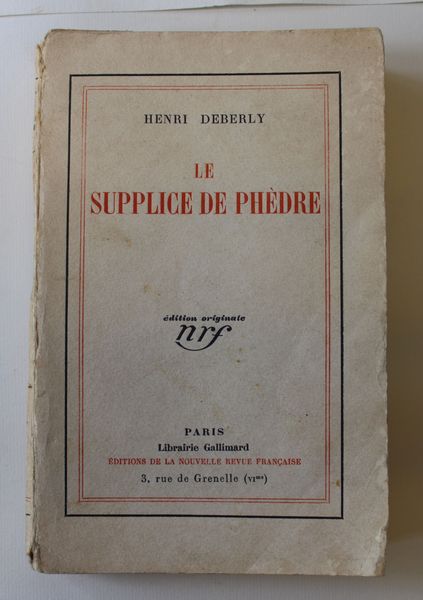 HENRI DEBERLY
LE
SUPPLICE DE PHÈDRE
édition originale
nrf
PARIS
Librairie Gallimard
ÉDITIONS DE LA NOUVELLE REVUE FRANÇAISE
3, rue de Grenelle (VIme)